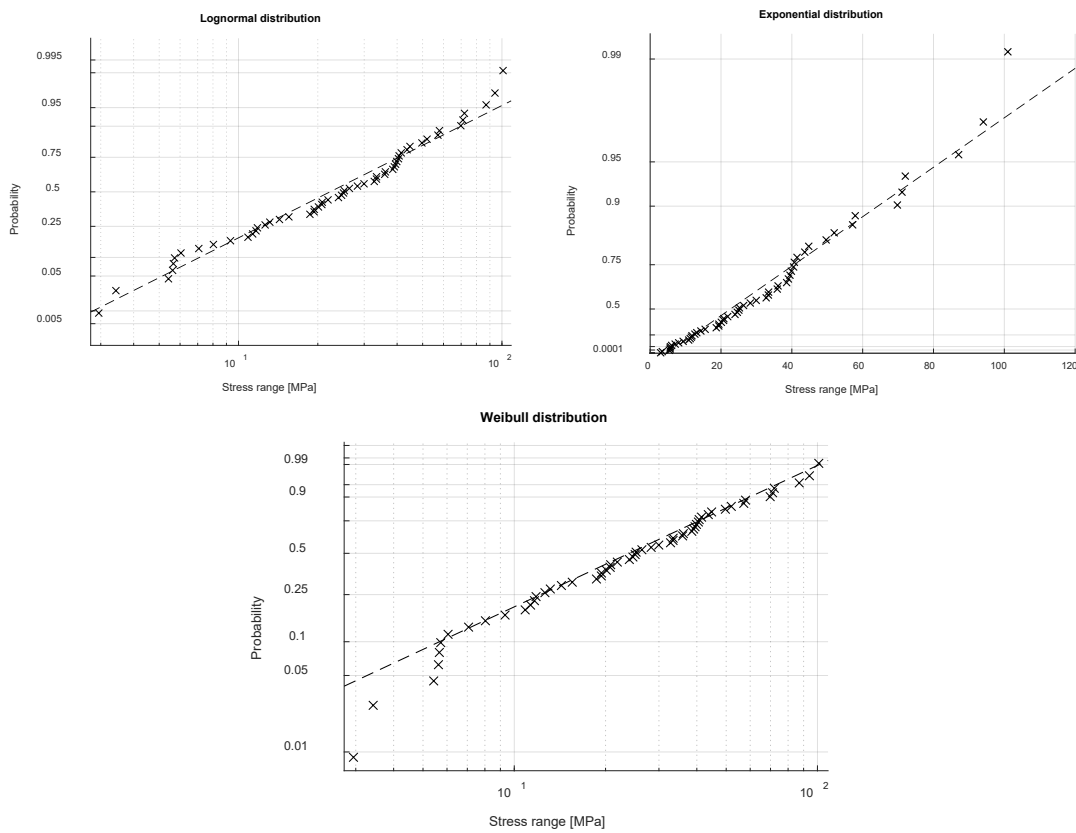 Lognormal distribution
0.995
0.95
0.75
0.5
0.25
0.05
0.005
Probability
10 1
10 2
Stress range [MPa]
Exponential distribution
0.99
0.95
0.9
0.75
0.5
0.0001
Probability
0 20 40 60 80 100 120
Stress range [MPa]
Weibull distribution
0.99
0.9
0.5
0.25
0.1
0.05
0.01
Probability
10 1
10 2
Stress range [MPa]